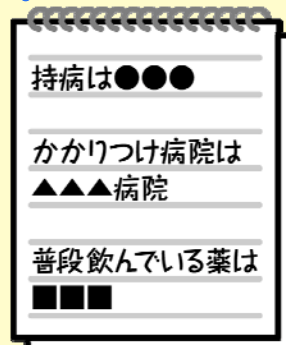 持病は●●●
かかりつけ病院は
▲▲▲病院
普段飲んでいる薬は
■■■